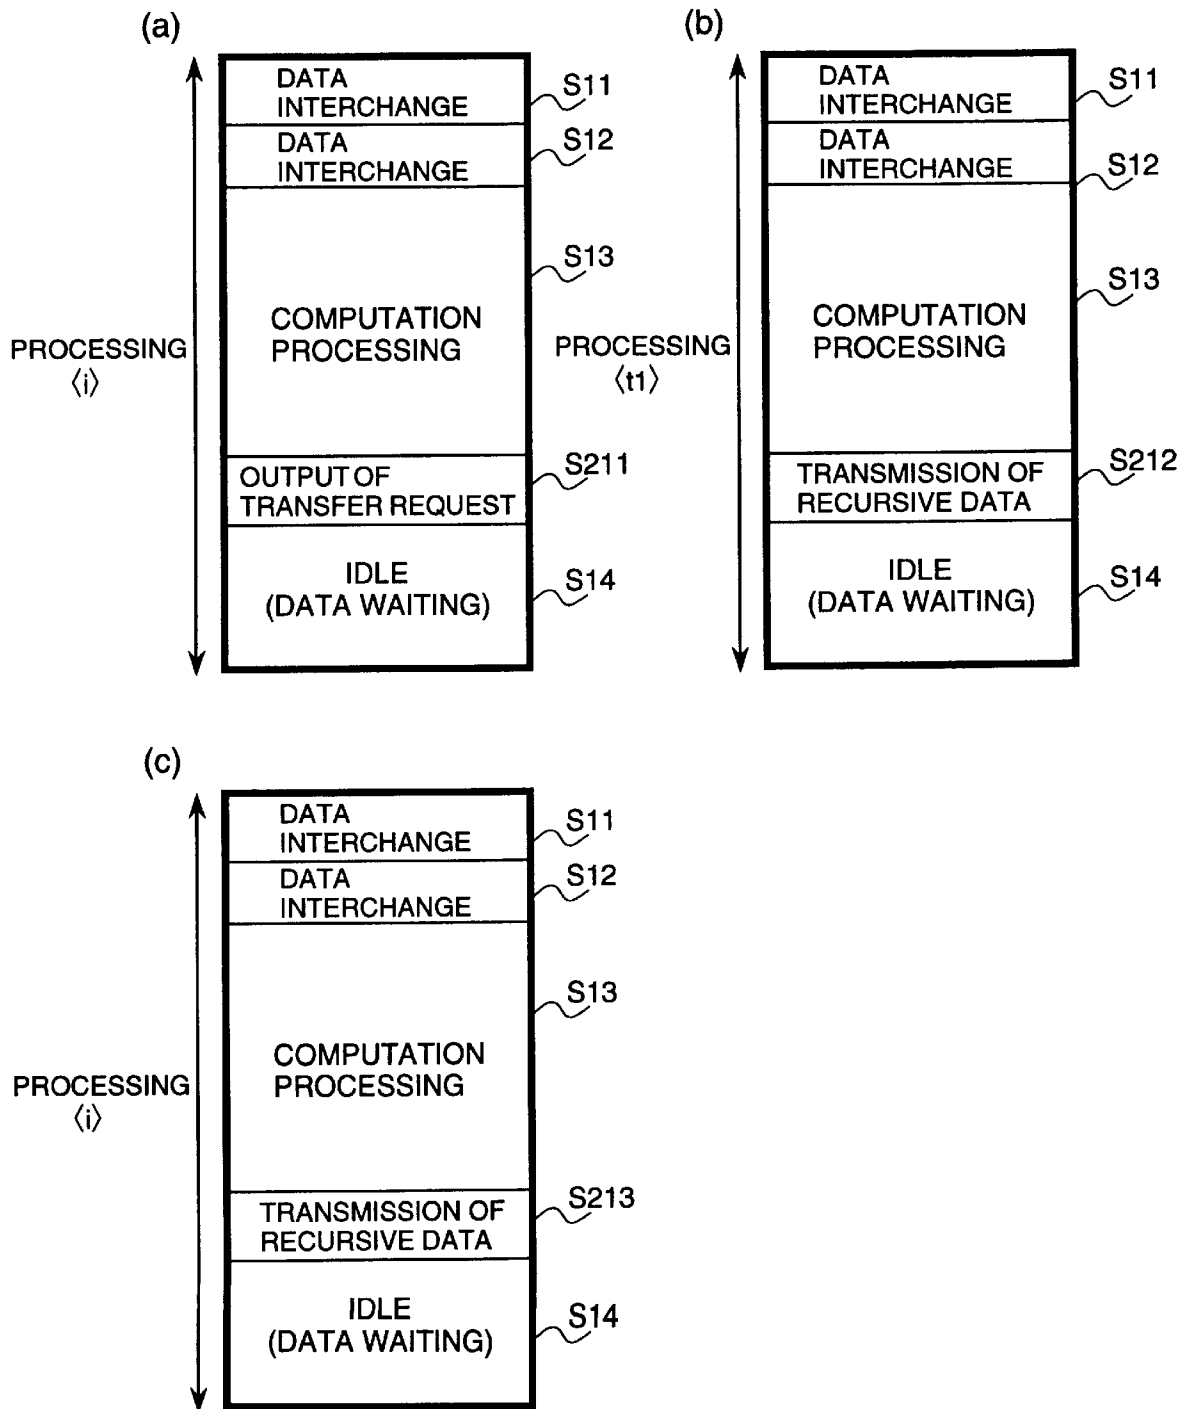 (a)
DATA
INTERCHANGE
S11
DATA
INTERCHANGE
S12
S13
COMPUTATION
PROCESSING
PROCESSING
〈i〉
OUTPUT OF
TRANSFER REQUEST
S211
IDLE
(DATA WAITING)
S14
(b)
DATA
INTERCHANGE
S11
DATA
INTERCHANGE
S12
S13
COMPUTATION
PROCESSING
PROCESSING
〈t1〉
TRANSMISSION OF
RECURSIVE DATA
S212
IDLE
(DATA WAITING)
S14
(c)
DATA
INTERCHANGE
S11
DATA
INTERCHANGE
S12
S13
COMPUTATION
PROCESSING
PROCESSING
〈i〉
TRANSMISSION OF
RECURSIVE DATA
S213
IDLE
(DATA WAITING)
S14